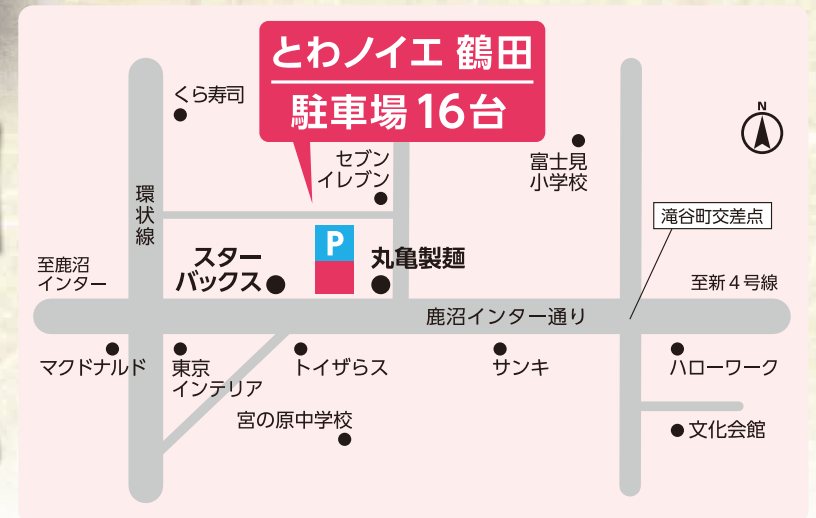 とわノイエ 鶴田
駐車場16台
N
くら寿司
セブン
イレブン
富士見
小学校
環状線
滝谷町交差点
P
スター
バックス
丸亀製麺
至鹿沼
インター
至新4号線
鹿沼インター通り
マクドナルド
東京
インテリア
トイザらス
サンキ
ハローワーク
宮の原中学校
文化会館